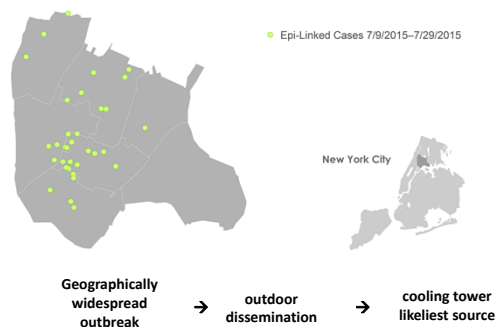 Epi-Linked Cases 7/9/2015–7/29/2015
New York City
Geographically
widespread
outbreak
→
outdoor
dissemination
→
cooling tower
likeliest source